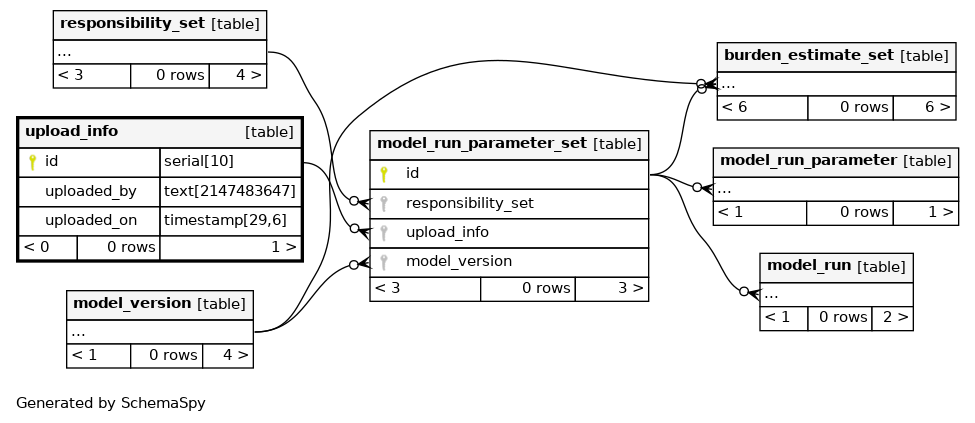 responsibility_set [table]
...
< 3 0 rows 4 >
upload_info [table]
id serial[10]
uploaded_by text[2147483647]
uploaded_on timestamp[29,6]
< 0 0 rows 1 >
model_version [table]
...
< 1 0 rows 4 >
model_run_parameter_set [table]
id
responsibility_set
upload_info
model_version
< 3 0 rows 3 >
burden_estimate_set [table]
...
< 6 0 rows 6 >
model_run_parameter [table]
...
< 1 0 rows 1 >
model_run [table]
...
< 1 0 rows 2 >
Generated by SchemaSpy